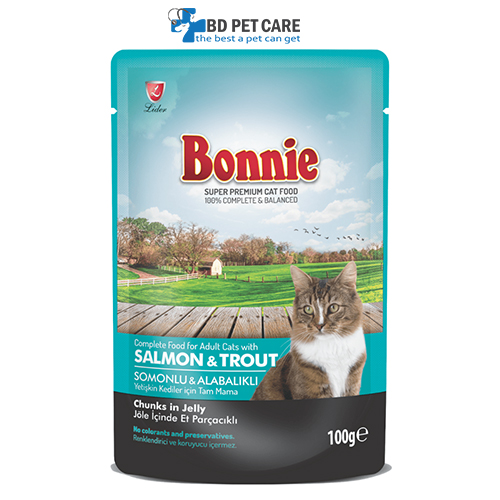 BD PET CARE
the best a pet can get
L
Lider
Bonnie
SUPER PREMIUM CAT FOOD
100% COMPLETE & BALANCED
Complete Food for Adult Cats with
SALMON & TROUT
SOMONLU & ALABALIKLI
Yetişkin Kediler için Tam Mama
Chunks in Jelly
Jöle İçinde Et Parçacıklı
No colorants and preservatives.
Renklendirici ve koruyucu içermez.
100g℮